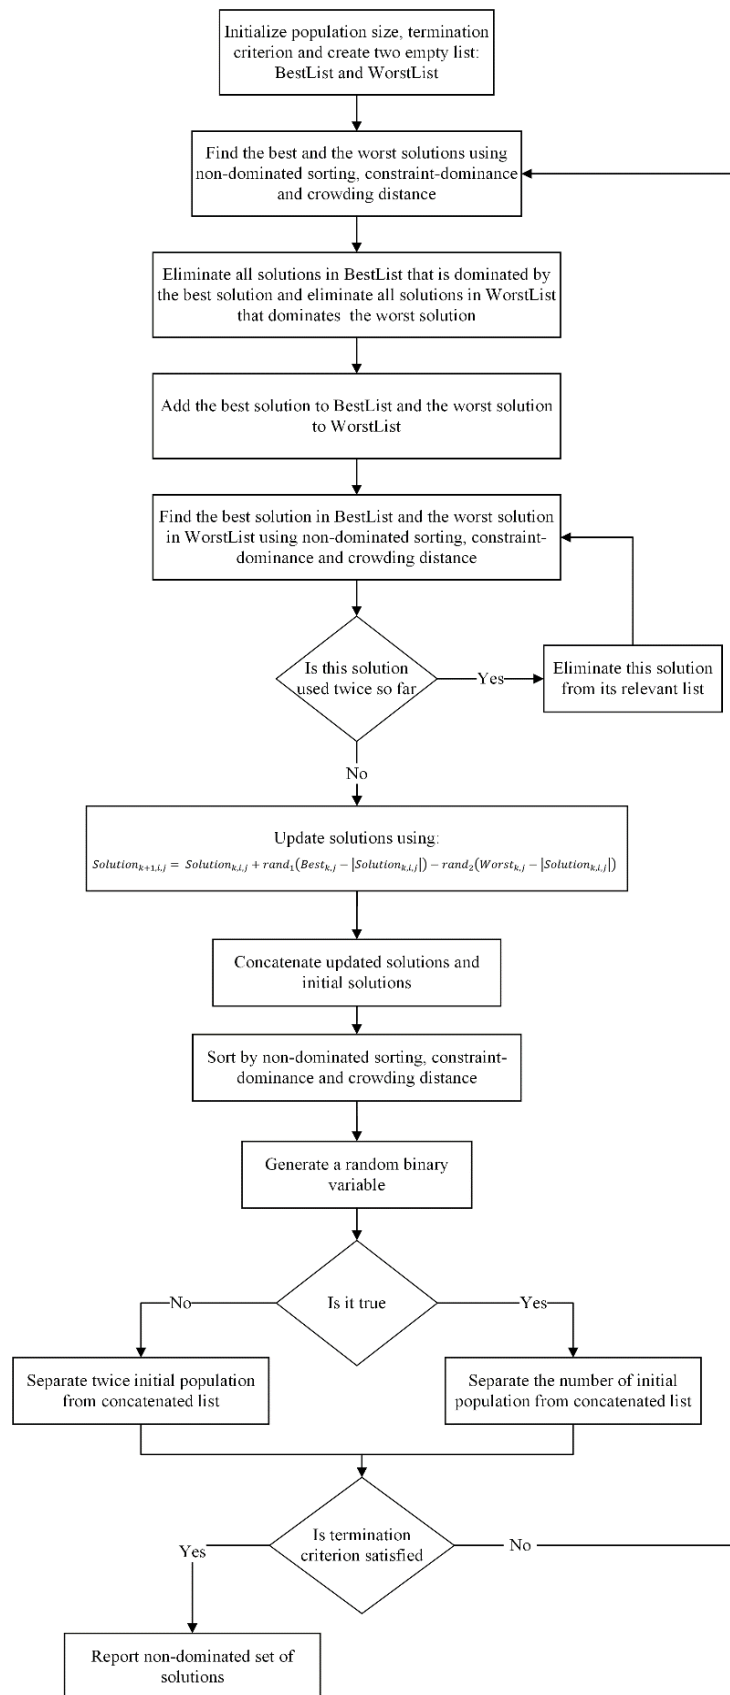 Initialize population size, termination
criterion and create two empty list:
BestList and WorstList
Find the best and the worst solutions using
non-dominated sorting, constraint-dominance
and crowding distance
Eliminate all solutions in BestList that is dominated by
the best solution and eliminate all solutions in WorstList
that dominates the worst solution
Add the best solution to BestList and the worst solution
to WorstList
Find the best solution in BestList and the worst solution
in WorstList using non-dominated sorting, constraint-
dominance and crowding distance
Is this solution
used twice so far
Yes
Eliminate this solution
from its relevant list
No
Update solutions using:
Solution_{k+1,i,j} = Solution_{k,i,j} + rand_1(Best_{k,j} − |Solution_{k,i,j}|) − rand_2(Worst_{k,j} − |Solution_{k,i,j}|)
Concatenate updated solutions and
initial solutions
Sort by non-dominated sorting, constraint-
dominance and crowding distance
Generate a random binary
variable
Is it true
No
Yes
Separate twice initial population
from concatenated list
Separate the number of initial
population from concatenated list
Is termination
criterion satisfied
Yes
No
Report non-dominated set of
solutions